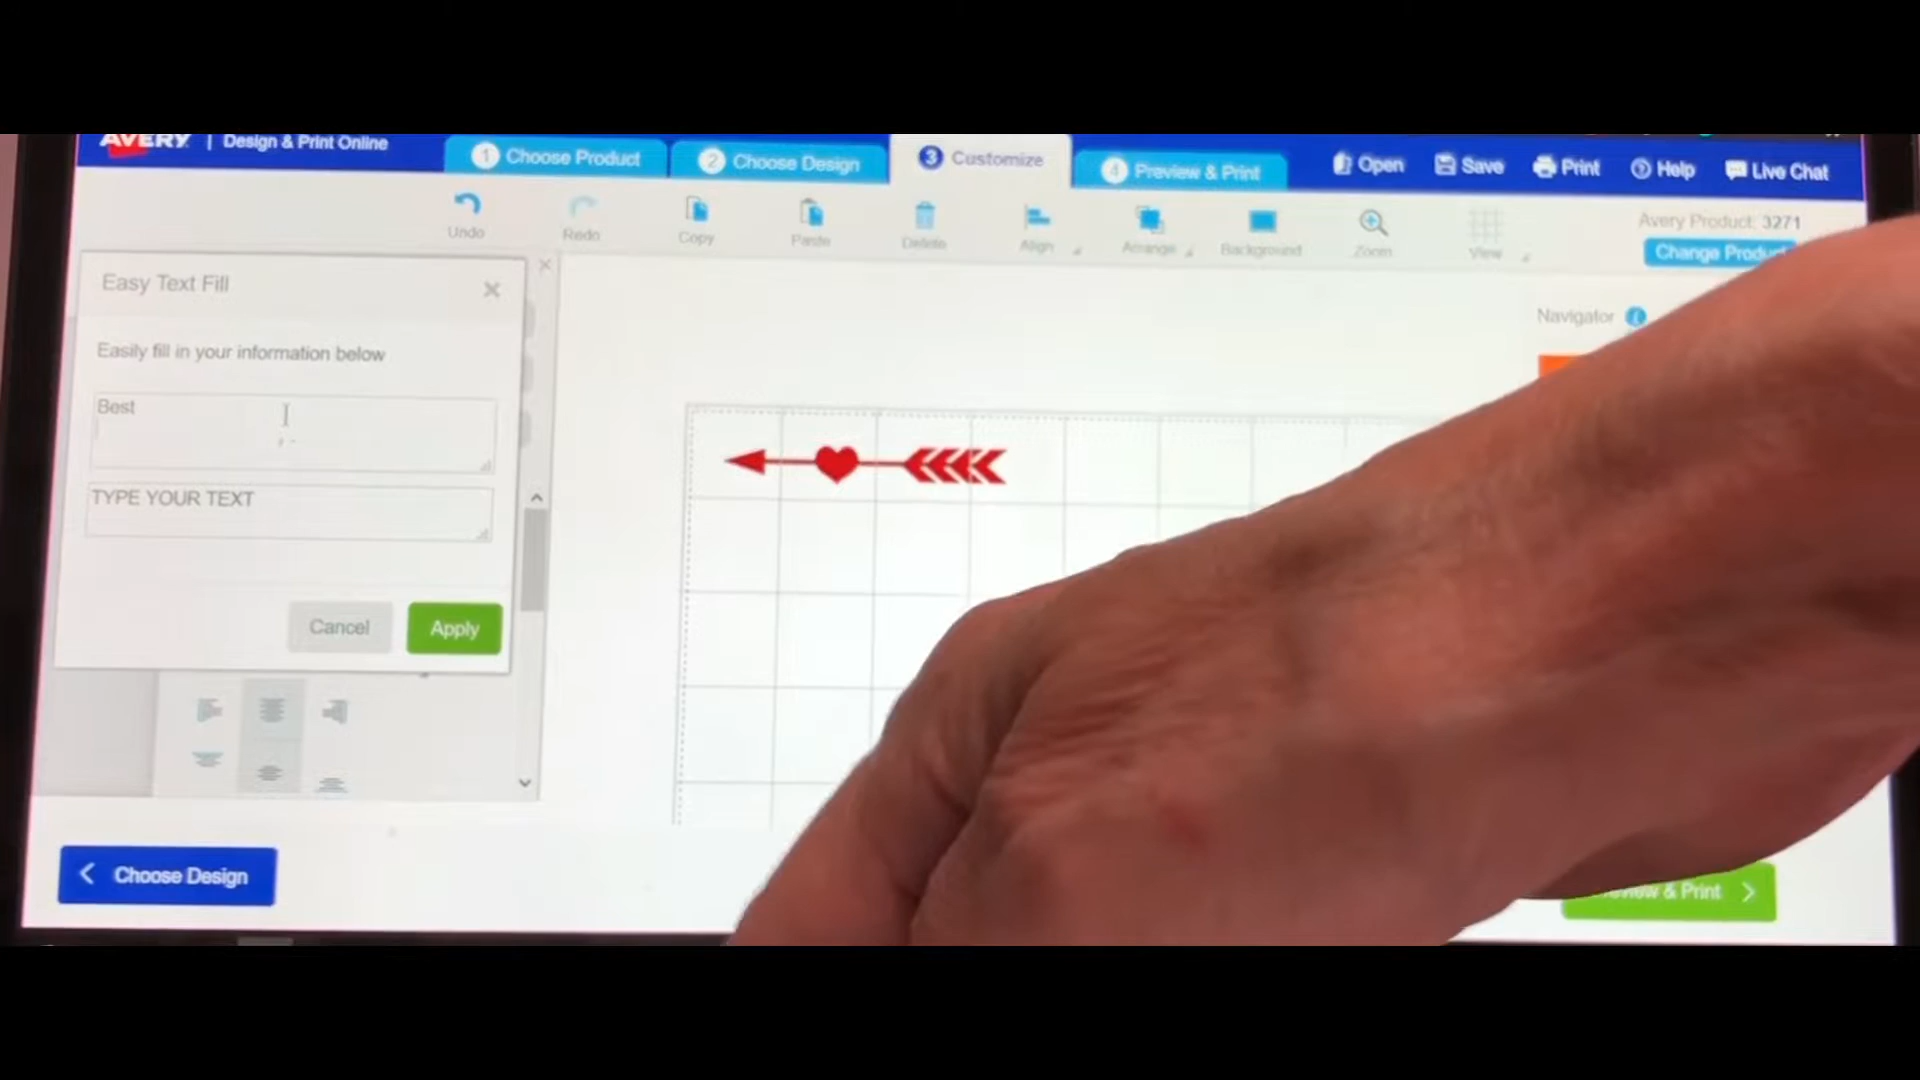 AVERY | Design & Print Online
1 Choose Product
2 Choose Design
3 Customize
4 Preview & Print
Open
Save
Print
Help
Live Chat
Undo
Redo
Copy
Paste
Delete
Align
Arrange
Background
Zoom
View
Avery Product: 3271
Change Product
Easy Text Fill
Easily fill in your information below
Navigator
Best
TYPE YOUR TEXT
Cancel
Apply
Choose Design
& Print